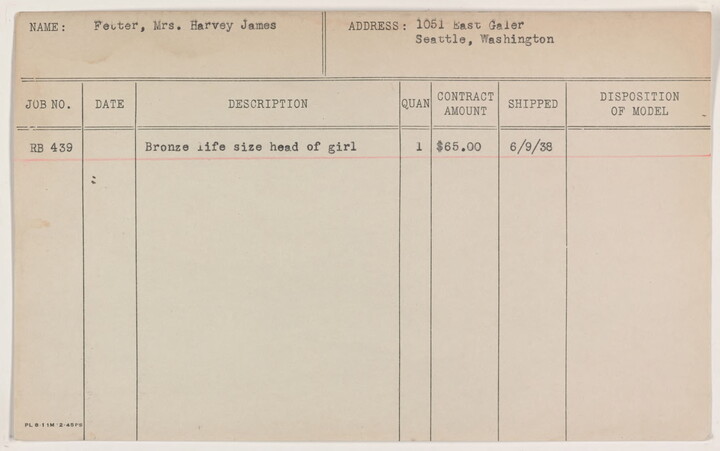 NAME: Fetter, Mrs. Harvey James
ADDRESS: 1051 East Galer
Seattle, Washington
JOB NO. DATE DESCRIPTION QUAN CONTRACT AMOUNT SHIPPED DISPOSITION OF MODEL
RB 439 Bronze life size head of girl 1 $65.00 6/9/38